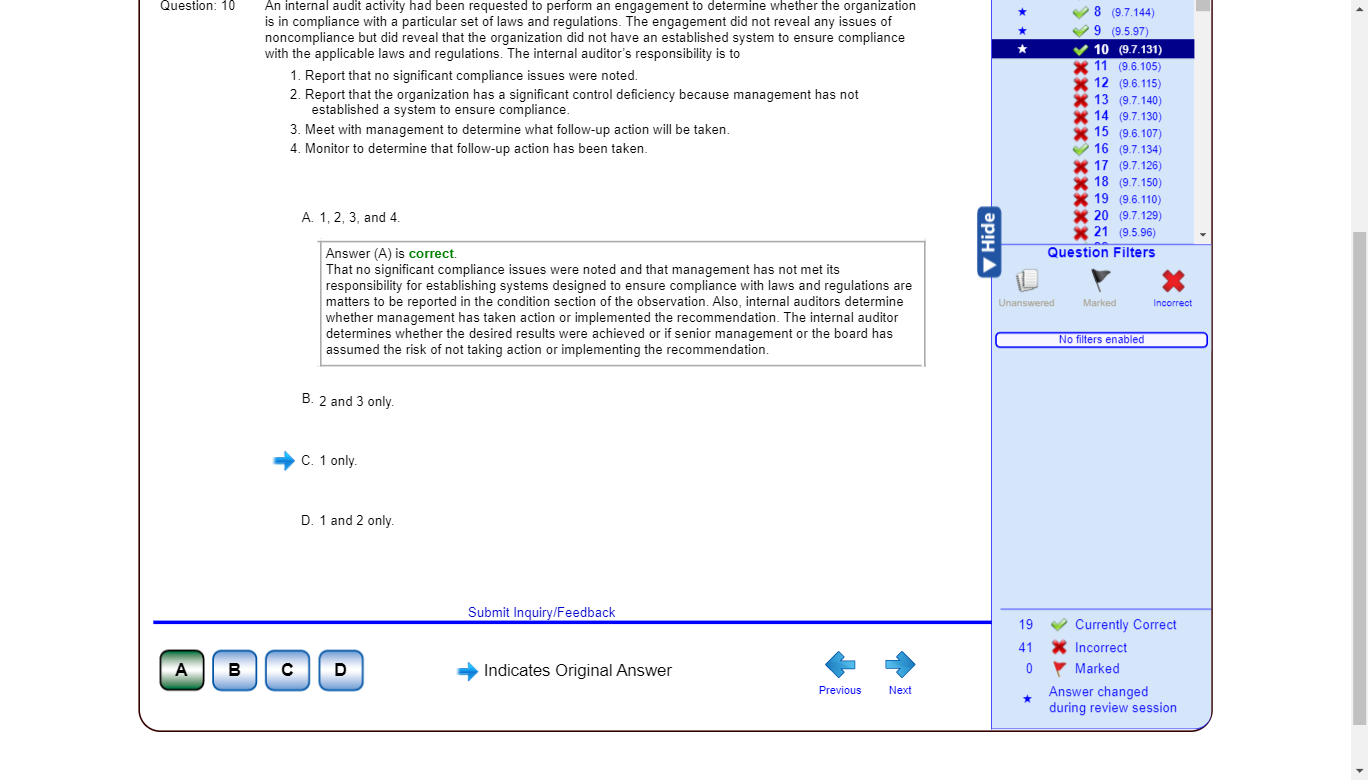 Question: 10
An internal audit activity had been requested to perform an engagement to determine whether the organization
is in compliance with a particular set of laws and regulations. The engagement did not reveal any issues of
noncompliance but did reveal that the organization did not have an established system to ensure compliance
with the applicable laws and regulations. The internal auditor's responsibility is to
1. Report that no significant compliance issues were noted.
2. Report that the organization has a significant control deficiency because management has not
established a system to ensure compliance.
3. Meet with management to determine what follow-up action will be taken.
4. Monitor to determine that follow-up action has been taken.
A. 1, 2, 3, and 4.
Answer (A) is correct.
That no significant compliance issues were noted and that management has not met its
responsibility for establishing systems designed to ensure compliance with laws and regulations are
matters to be reported in the condition section of the observation. Also, internal auditors determine
whether management has taken action or implemented the recommendation. The internal auditor
determines whether the desired results were achieved or if senior management or the board has
assumed the risk of not taking action or implementing the recommendation.
B. 2 and 3 only.
C. 1 only.
D. 1 and 2 only.
Submit Inquiry/Feedback
A B C D
Indicates Original Answer
Previous Next
8 (9.7.144)
9 (9.5.97)
10 (9.7.131)
11 (9.6.105)
12 (9.6.115)
13 (9.7.140)
14 (9.7.130)
15 (9.6.107)
16 (9.7.134)
17 (9.7.126)
18 (9.7.150)
19 (9.6.110)
20 (9.7.129)
21 (9.5.96)
Hide
Question Filters
Unanswered Marked Incorrect
No filters enabled
19 Currently Correct
41 Incorrect
0 Marked
Answer changed
during review session